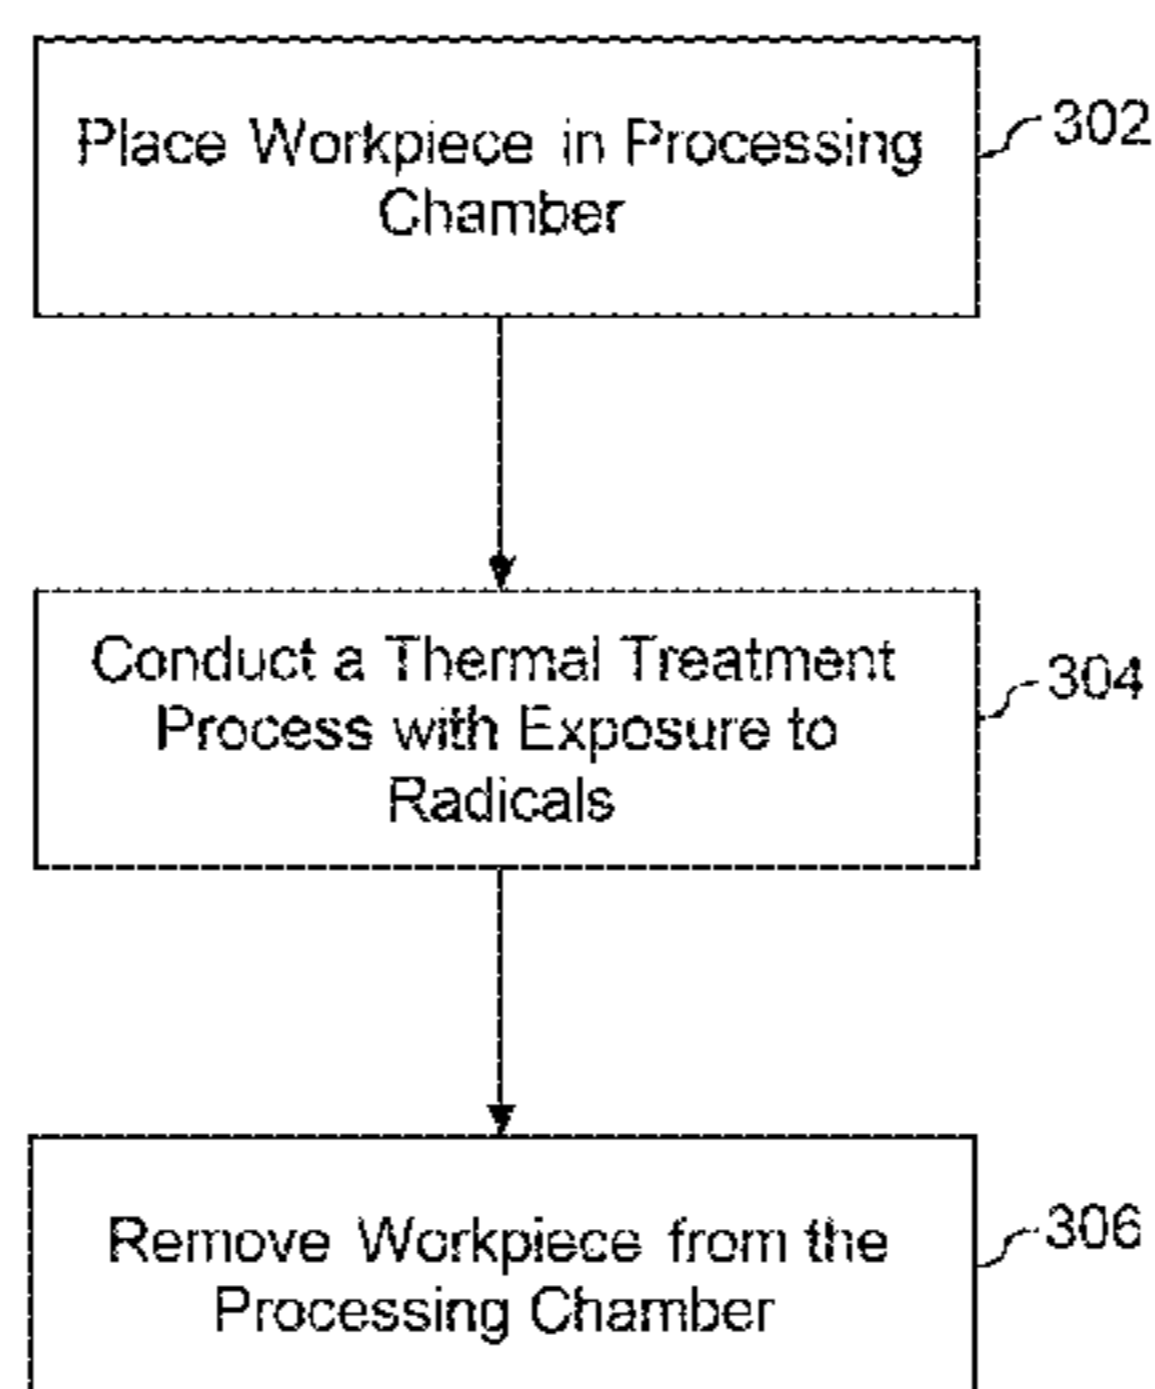 Place Workpiece in Processing
Chamber
302
Conduct a Thermal Treatment
Process with Exposure to
Radicals
304
Remove Workpiece from the
Processing Chamber
306